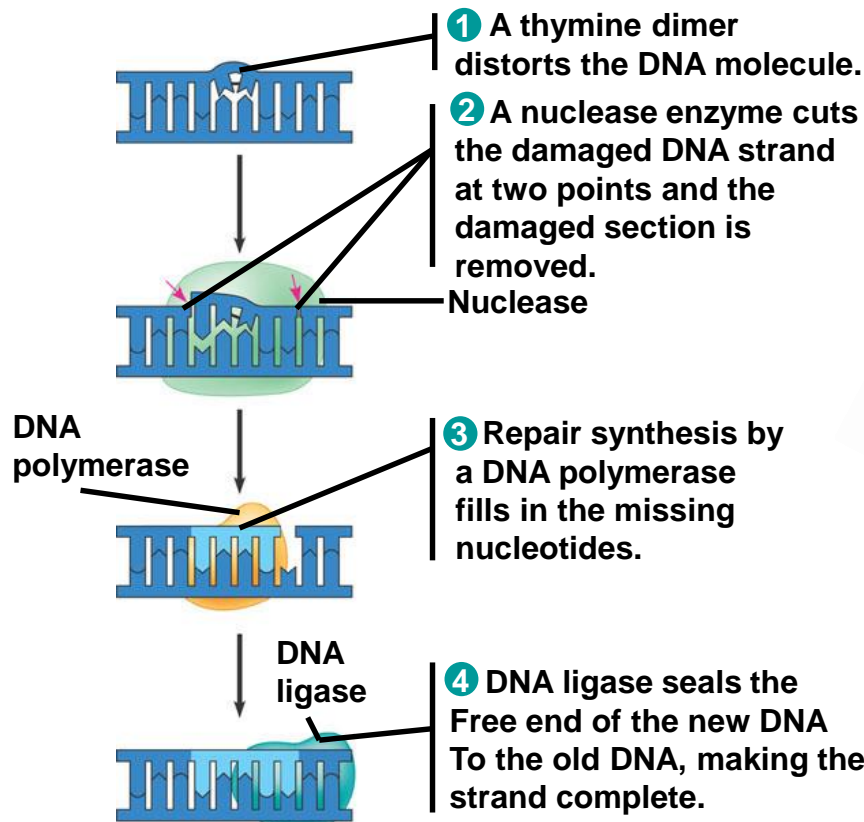 1 A thymine dimer
distorts the DNA molecule.
2 A nuclease enzyme cuts
the damaged DNA strand
at two points and the
damaged section is
removed.
Nuclease
DNA
polymerase
3 Repair synthesis by
a DNA polymerase
fills in the missing
nucleotides.
DNA
ligase
4 DNA ligase seals the
Free end of the new DNA
To the old DNA, making the
strand complete.